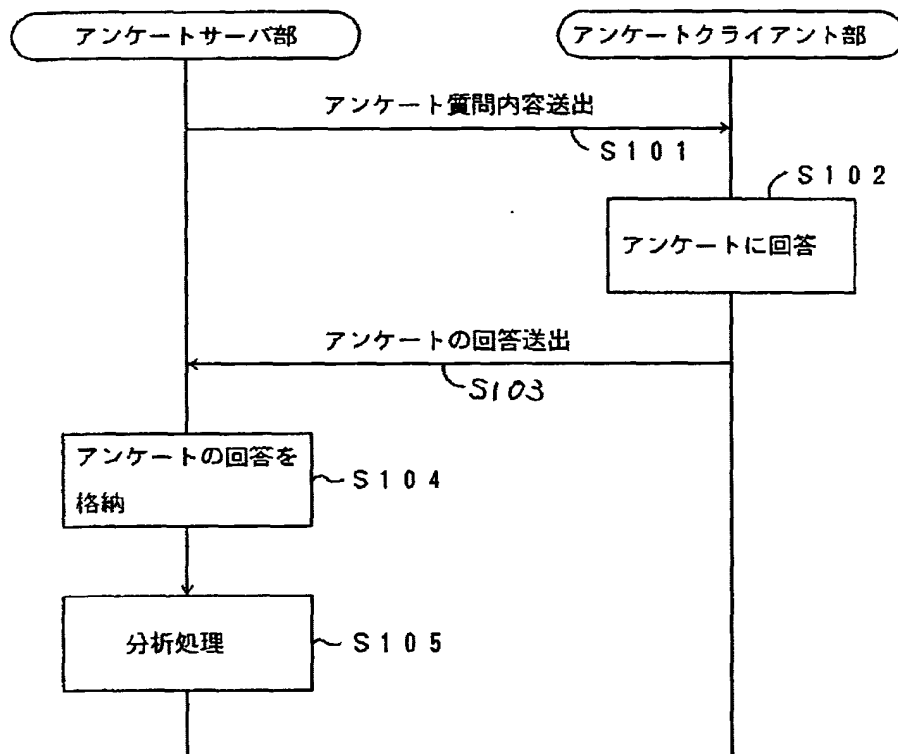 アンケートサーバ部
アンケートクライアント部
アンケート質問内容送出
S101
S102
アンケートに回答
アンケートの回答送出
S103
アンケートの回答を
格納
S104
分析処理
S105